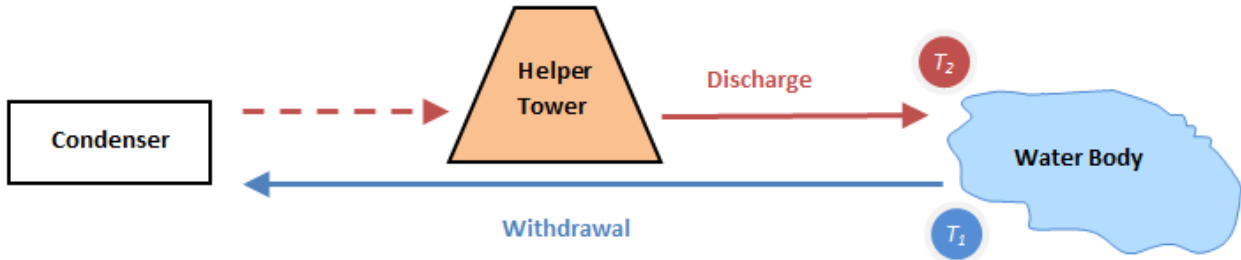 Condenser
Helper
Tower
Discharge
T2
Water Body
Withdrawal
T1